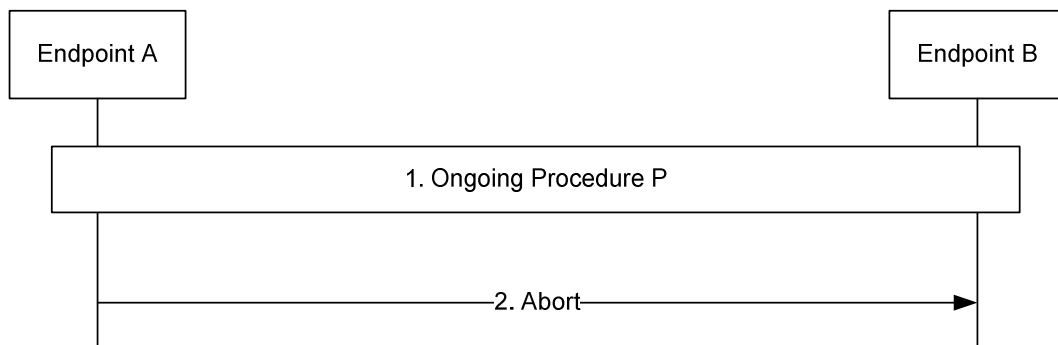 Endpoint A
Endpoint B
1. Ongoing Procedure P
2. Abort